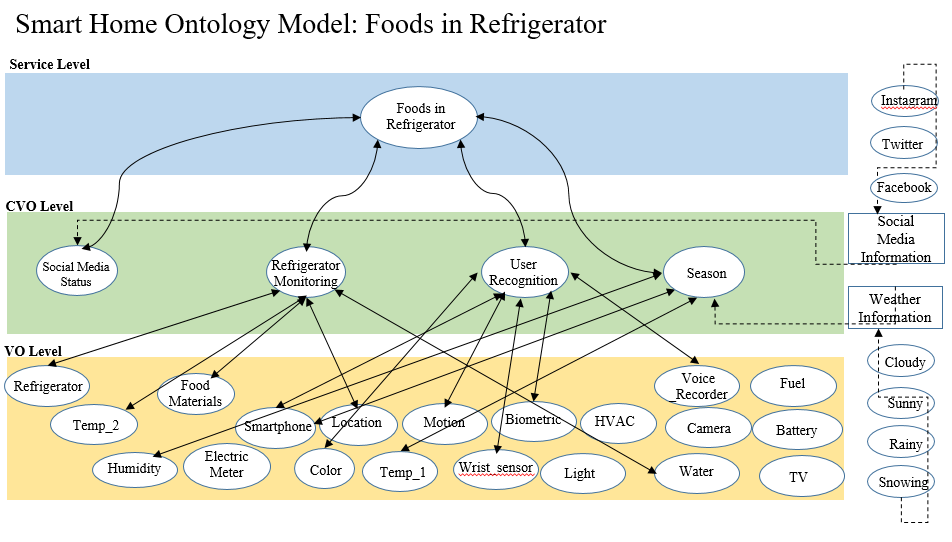 Smart Home Ontology Model: Foods in Refrigerator
Service Level
Foods in
Refrigerator
Instagram
Twitter
Facebook
CVO Level
Social Media
Status
Refrigerator
Monitoring
User
Recognition
Season
Social
Media
Information
Weather
Information
VO Level
Refrigerator
Food
Materials
Voice
_Recorder
Fuel
Temp_2
Smartphone
Location
Motion
Biometric
HVAC
Camera
Battery
Humidity
Electric
Meter
Color
Temp_1
Wrist_sensor
Light
Water
TV
Cloudy
Sunny
Rainy
Snowing